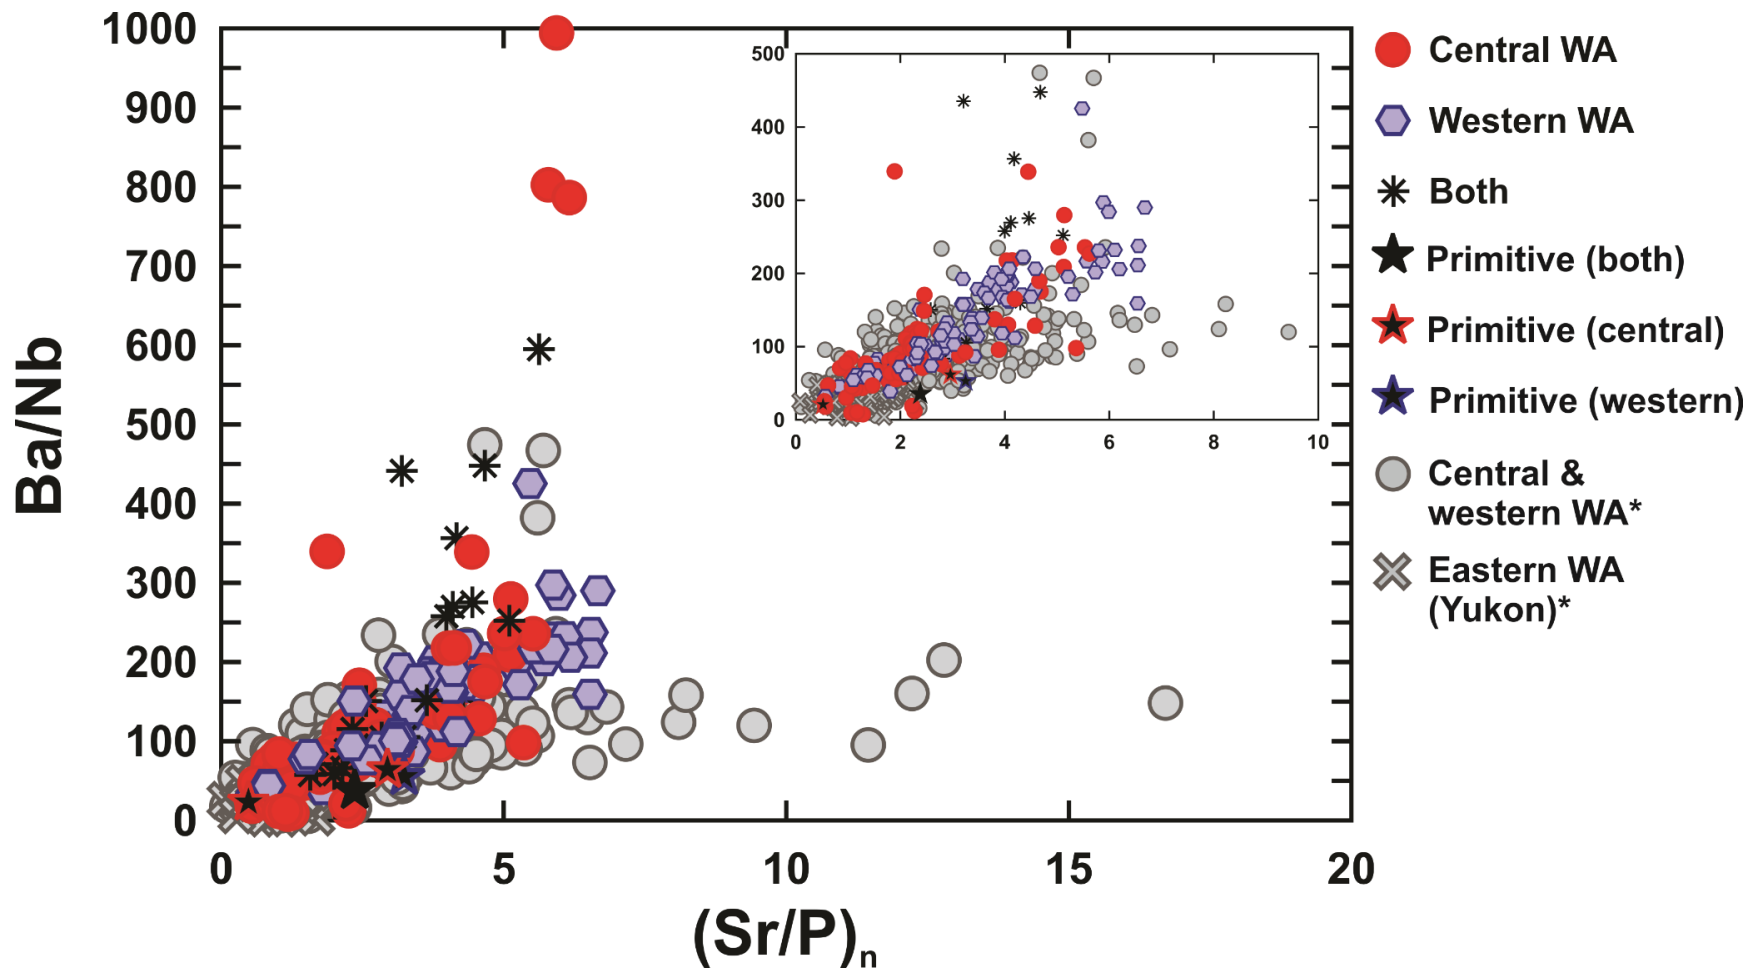 1000
900
800
700
600
500
400
300
200
100
0
Ba/Nb
0 5 10 15 20
(Sr/P)n
500
400
300
200
100
0
0 2 4 6 8 10
Central WA
Western WA
Both
Primitive (both)
Primitive (central)
Primitive (western)
Central &
western WA*
Eastern WA
(Yukon)*